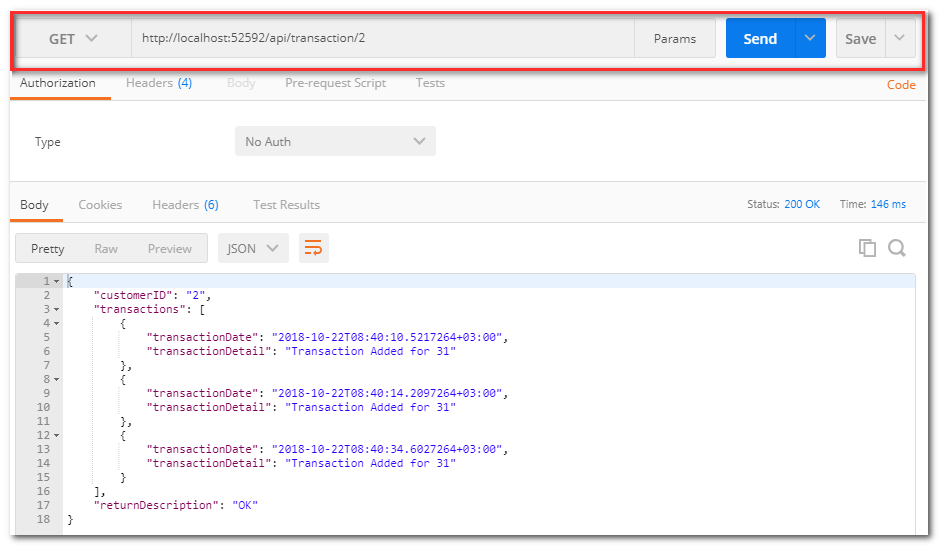 GET http://localhost:52592/api/transaction/2 Params Send Save
Authorization Headers (4) Body Pre-request Script Tests Code
Type No Auth
Body Cookies Headers (6) Test Results Status: 200 OK Time: 146 ms
Pretty Raw Preview JSON
1 {
2 "customerID": "2",
3 "transactions": [
4 {
5 "transactionDate": "2018-10-22T08:40:10.5217264+03:00",
6 "transactionDetail": "Transaction Added for 31"
7 },
8 {
9 "transactionDate": "2018-10-22T08:40:14.2097264+03:00",
10 "transactionDetail": "Transaction Added for 31"
11 },
12 {
13 "transactionDate": "2018-10-22T08:40:34.6027264+03:00",
14 "transactionDetail": "Transaction Added for 31"
15 }
16 ],
17 "returnDescription": "OK"
18 }